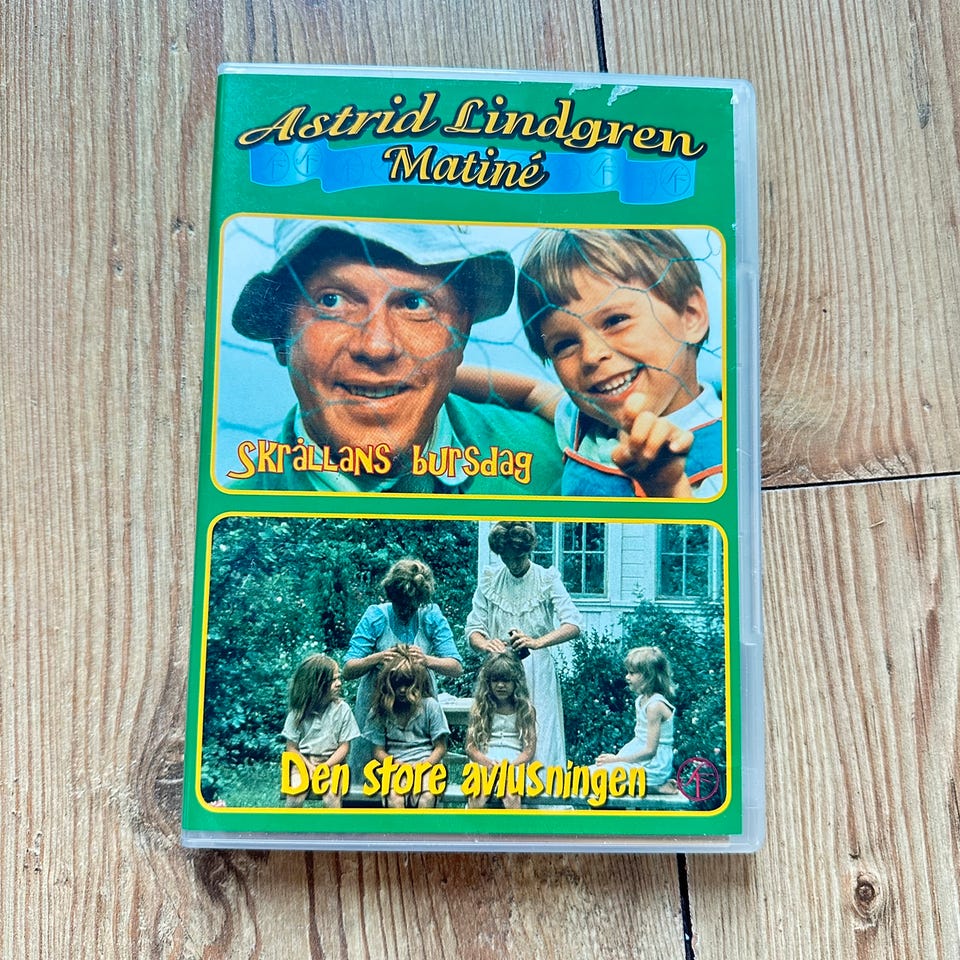 Astrid Lindgren
Matiné
Skrållans bursdag
Den store avlusningen